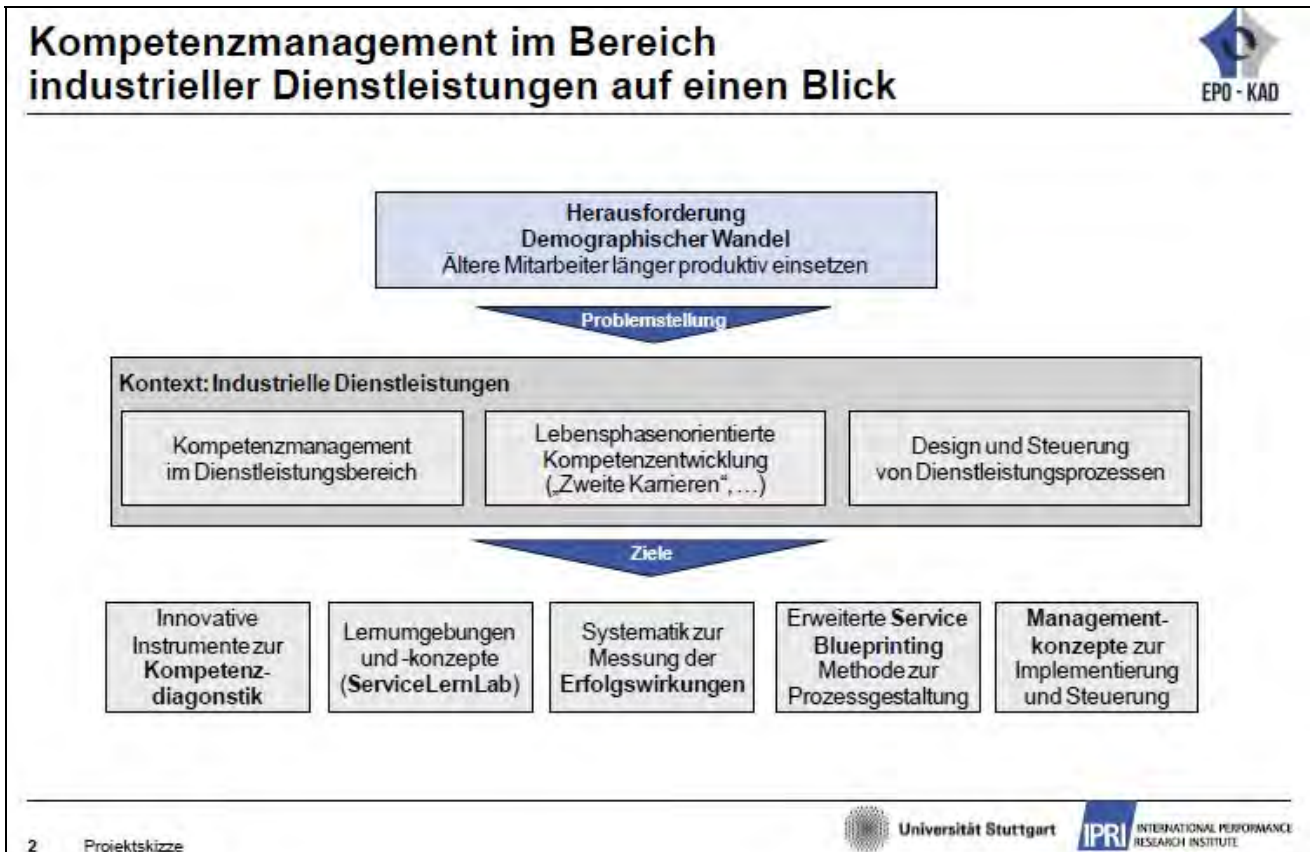 Kompetenzmanagement im Bereich
industrieller Dienstleistungen auf einen Blick
EPO - KAD
Herausforderung
Demographischer Wandel
Ältere Mitarbeiter länger produktiv einsetzen
Problemstellung
Kontext: Industrielle Dienstleistungen
Kompetenzmanagement
im Dienstleistungsbereich
Lebensphasenorientierte
Kompetenzentwicklung
(„Zweite Karrieren“, …)
Design und Steuerung
von Dienstleistungsprozessen
Ziele
Innovative
Instrumente zur
Kompetenz-
diagonstik
Lernumgebungen
und -konzepte
(ServiceLernLab)
Systematik zur
Messung der
Erfolgswirkungen
Erweiterte Service
Blueprinting
Methode zur
Prozessgestaltung
Management-
konzepte zur
Implementierung
und Steuerung
2 Projektskizze
Universität Stuttgart
IPRI INTERNATIONAL PERFORMANCE
RESEARCH INSTITUTE